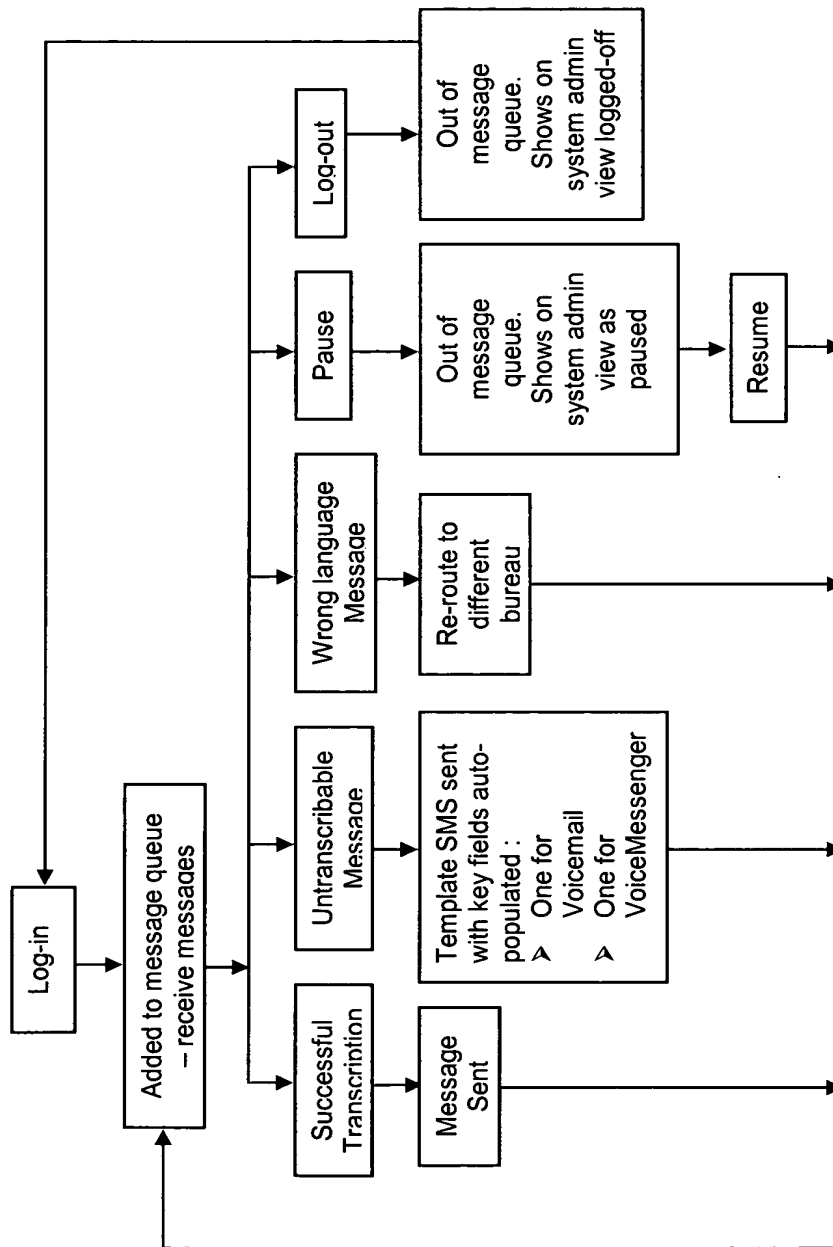 Log-in
Added to message queue
– receive messages
Successful
Transcription
Message
Sent
Untranscribable
Message
Template SMS sent
with key fields auto-
populated :
➢ One for
Voicemail
➢ One for
VoiceMessenger
Wrong language
Message
Re-route to
different
bureau
Pause
Out of
message
queue.
Shows on
system admin
view as
paused
Resume
Log-out
Out of
message
queue.
Shows on
system admin
view logged-off